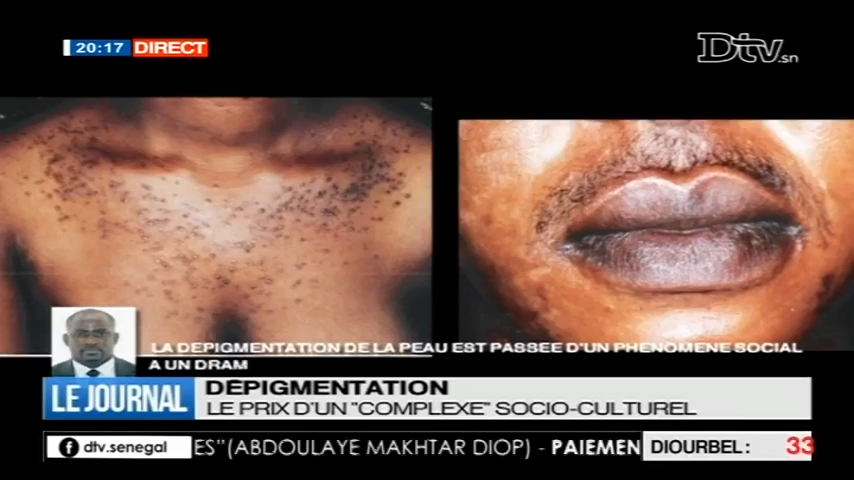 20:17 DIRECT
Dtv.sn
LA DEPIGMENTATION DE LA PEAU EST PASSEE D'UN PHENOMENE SOCIAL
A UN DRAM
LE JOURNAL
DÉPIGMENTATION
LE PRIX D'UN "COMPLEXE" SOCIO-CULTUREL
dtv.senegal
ES"(ABDOULAYE MAKHTAR DIOP) - PAIEMEN
DIOURBEL: 33